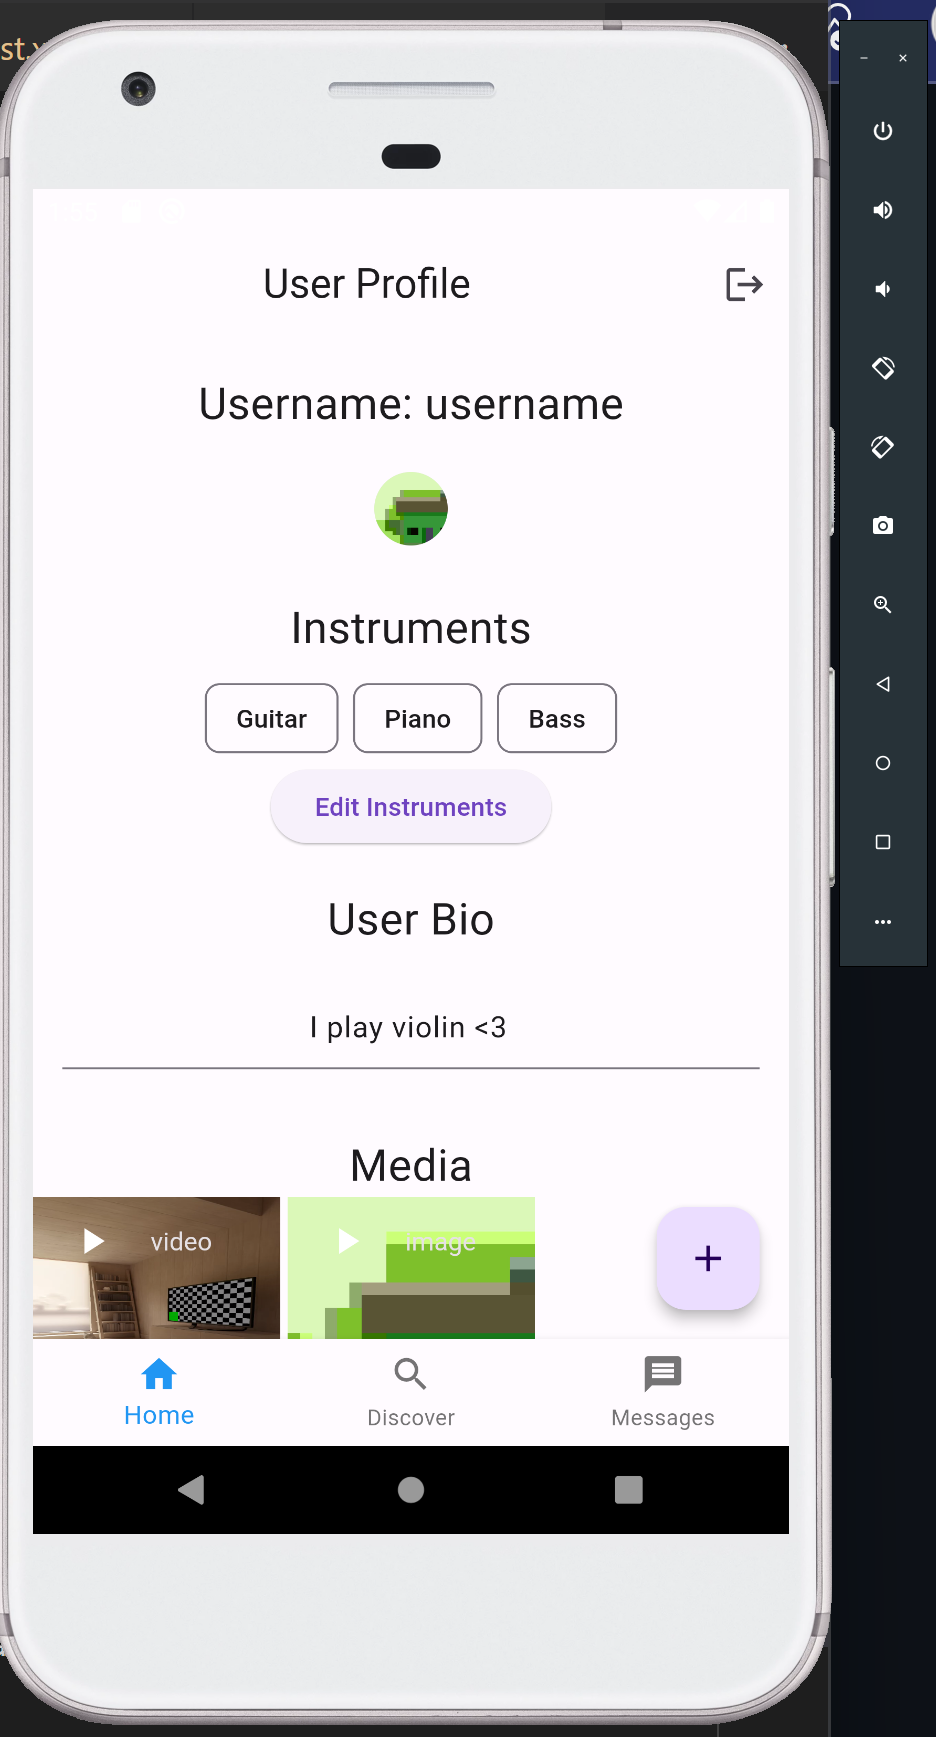 st.
User Profile
Username: username
Instruments
Guitar Piano Bass
Edit Instruments
User Bio
I play violin <3
Media
video image
Home Discover Messages